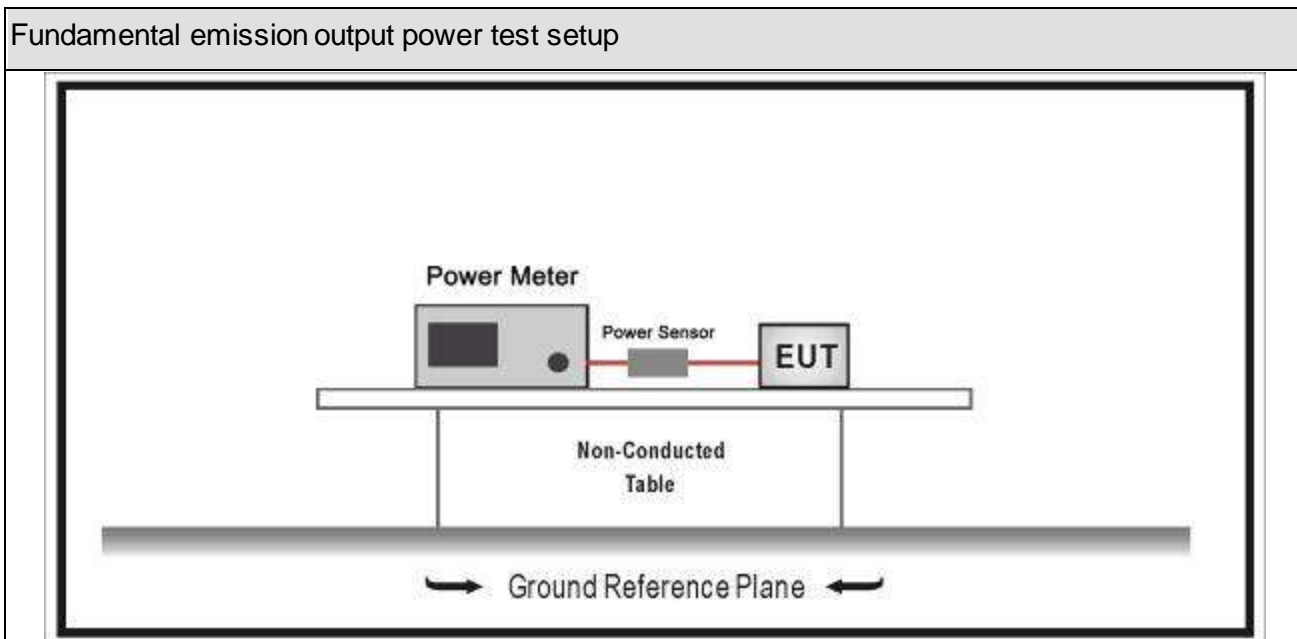 Fundamental emission output power test setup
Power Meter
Power Sensor
EUT
Non-Conducted
Table
Ground Reference Plane